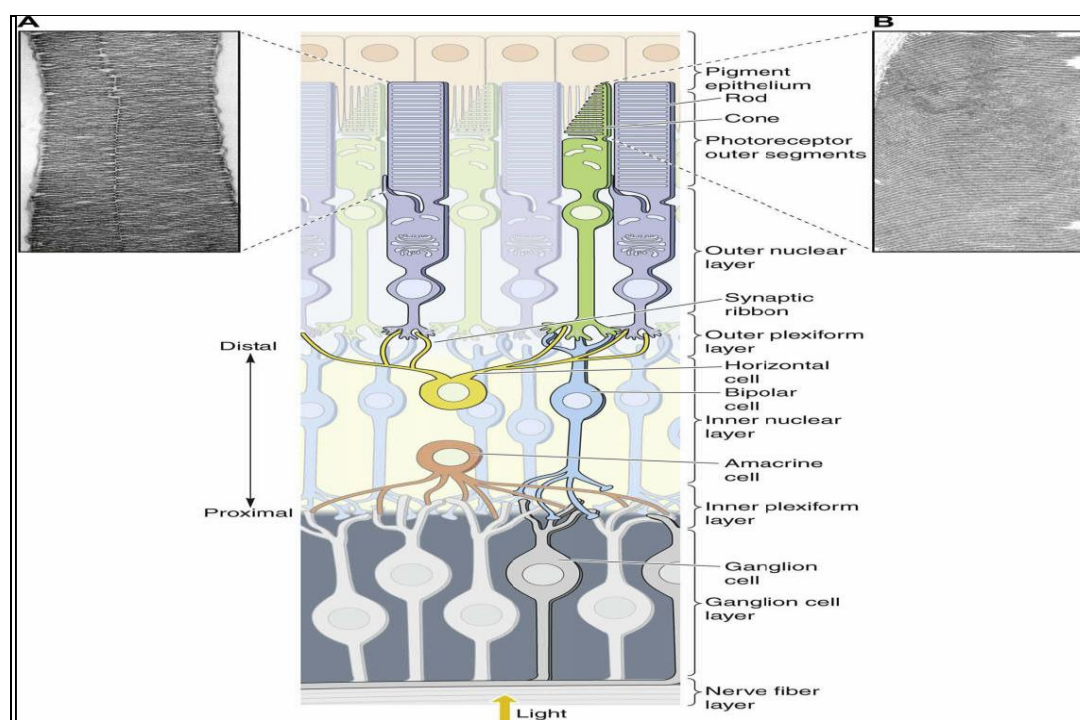 A
B
Pigment
epithelium
Rod
Cone
Photoreceptor
outer segments
Outer nuclear
layer
Synaptic
ribbon
Distal
Outer plexiform
layer
Horizontal
cell
Bipolar
cell
Inner nuclear
layer
Amacrine
cell
Proximal
Inner plexiform
layer
Ganglion
cell
Ganglion cell
layer
Nerve fiber
layer
Light